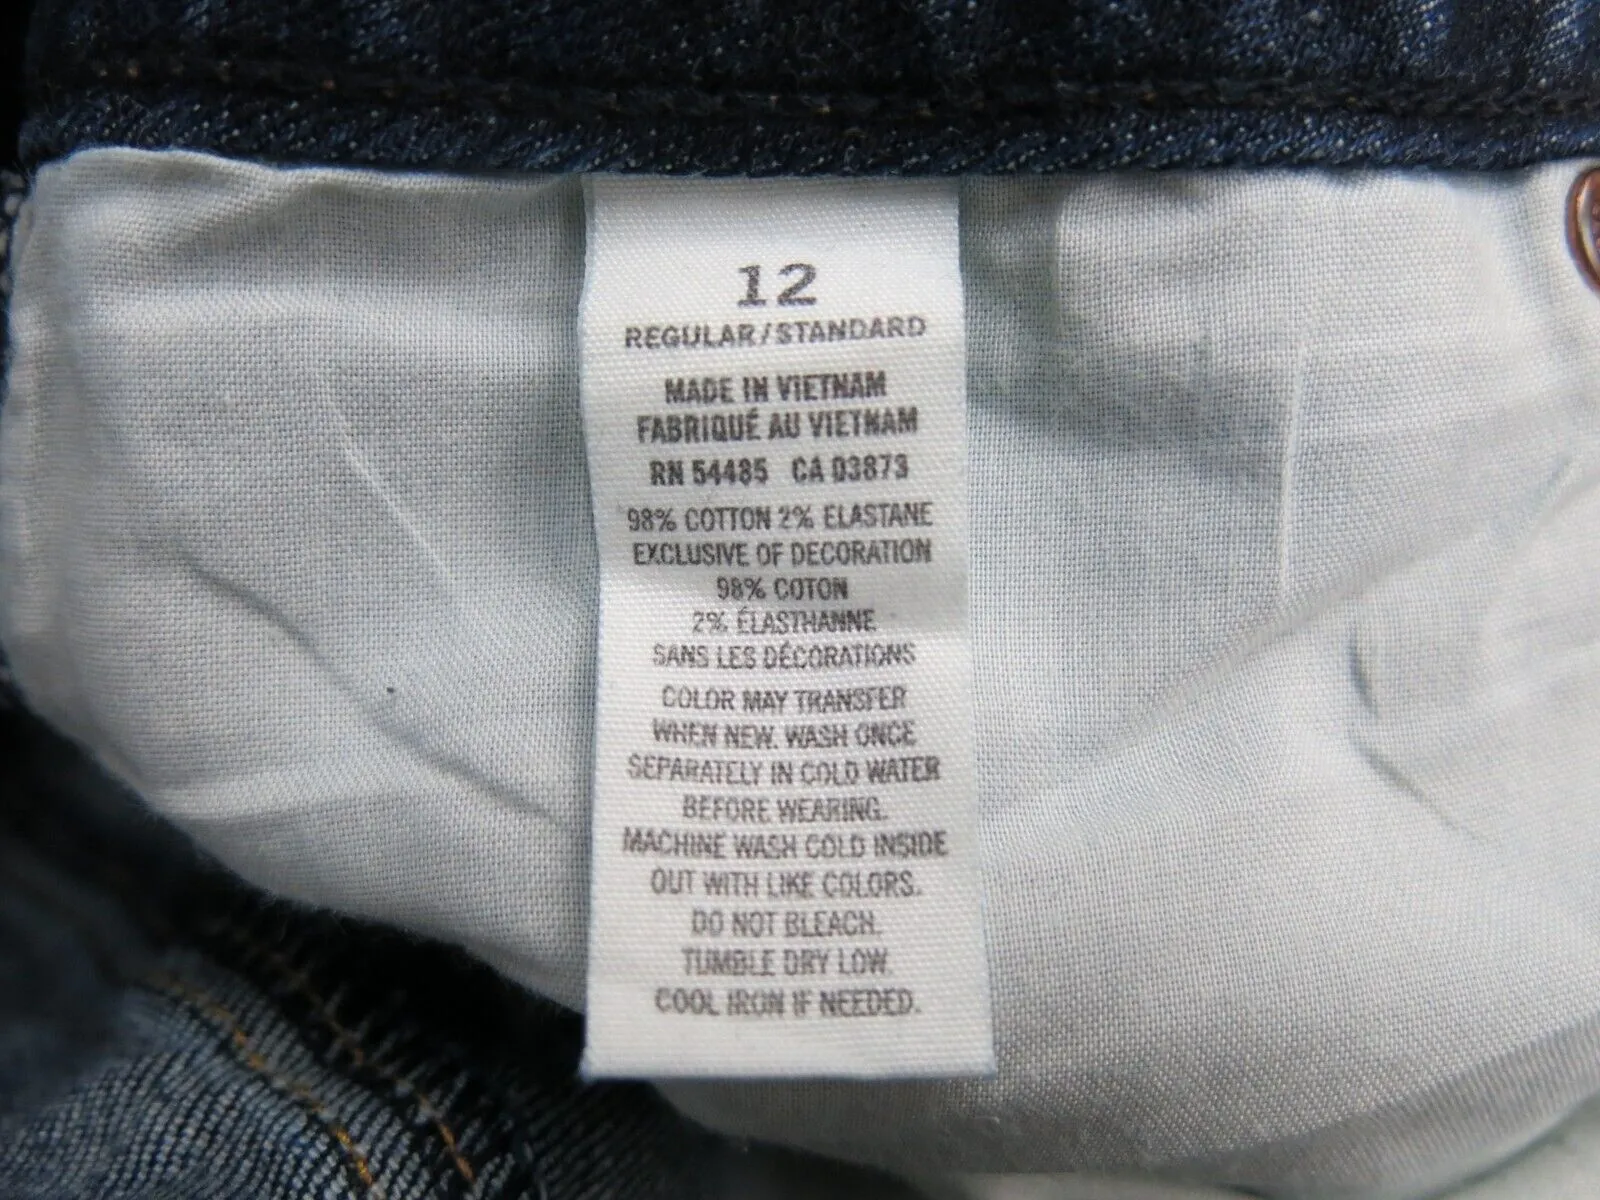 12
REGULAR/STANDARD
MADE IN VIETNAM
FABRIQUÉ AU VIETNAM
RN 54485 CA 03873
98% COTTON 2% ELASTANE
EXCLUSIVE OF DECORATION
98% COTON
2% ÉLASTHANNE
SANS LES DÉCORATIONS
COLOR MAY TRANSFER
WHEN NEW. WASH ONCE
SEPARATELY IN COLD WATER
BEFORE WEARING.
MACHINE WASH COLD INSIDE
OUT WITH LIKE COLORS.
DO NOT BLEACH.
TUMBLE DRY LOW.
COOL IRON IF NEEDED.